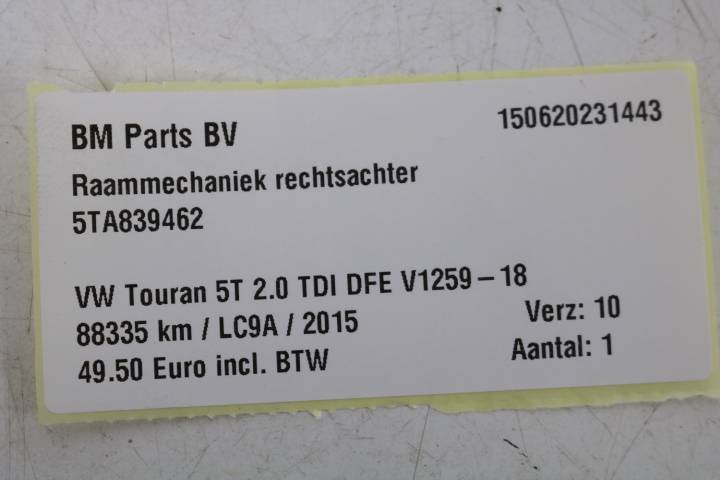 BM Parts BV 150620231443
Raammechaniek rechtsachter
5TA839462
VW Touran 5T 2.0 TDI DFE V1259-18
88335 km / LC9A / 2015 Verz: 10
49.50 Euro incl. BTW Aantal: 1